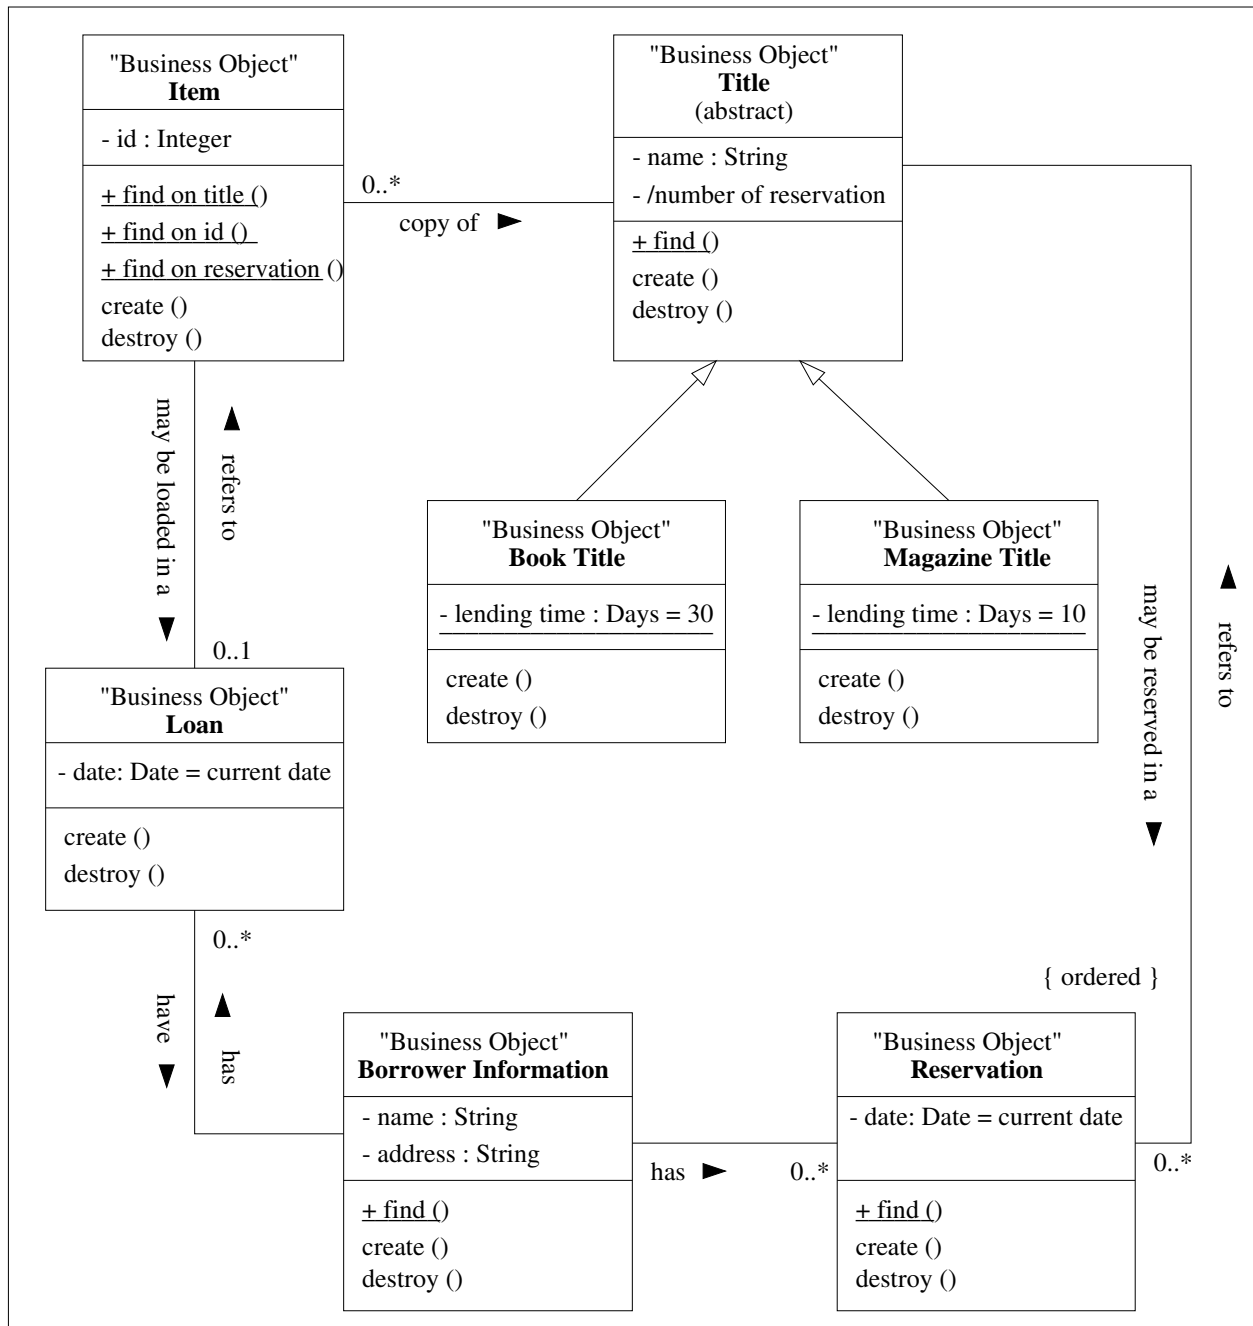 "Business Object"
Item
- id : Integer
+ find on title ()
+ find on id ()
+ find on reservation ()
create ()
destroy ()
0..*
copy of
"Business Object"
Title
(abstract)
- name : String
- /number of reservation
+ find ()
create ()
destroy ()
may be loaded in a
refers to
0..1
"Business Object"
Book Title
- lending time : Days = 30
create ()
destroy ()
"Business Object"
Magazine Title
- lending time : Days = 10
create ()
destroy ()
may be reserved in a
refers to
"Business Object"
Loan
- date: Date = current date
create ()
destroy ()
0..*
have
has
{ ordered }
"Business Object"
Borrower Information
- name : String
- address : String
+ find ()
create ()
destroy ()
has
0..*
"Business Object"
Reservation
- date: Date = current date
+ find ()
create ()
destroy ()
0..*